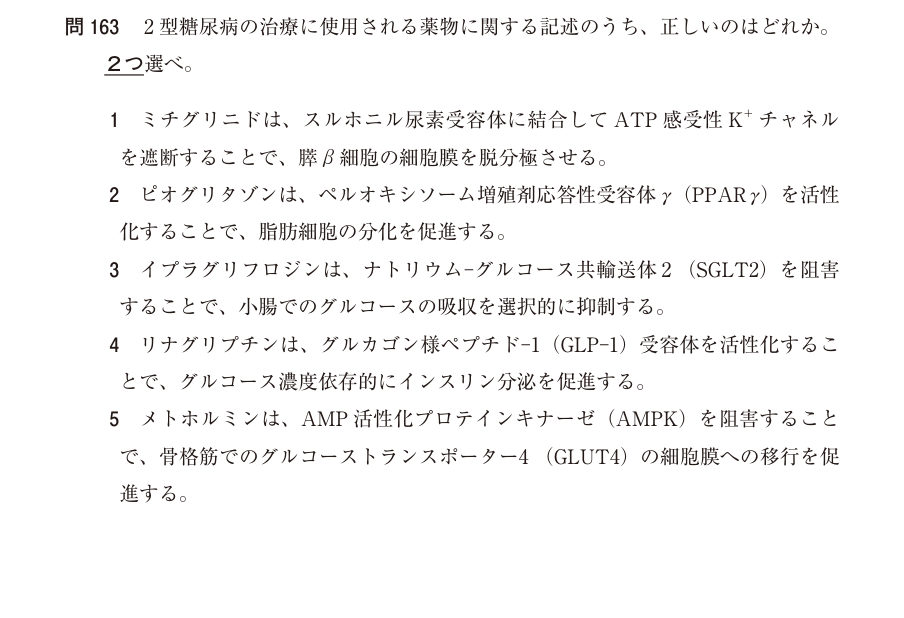 問 163　2型糖尿病の治療に使用される薬物に関する記述のうち、正しいのはどれか。
２つ選べ。
1　ミチグリニドは、スルホニル尿素受容体に結合して ATP 感受性 K⁺ チャネル
を遮断することで、膵β細胞の細胞膜を脱分極させる。
2　ピオグリタゾンは、ペルオキシソーム増殖剤応答性受容体γ（PPARγ）を活性
化することで、脂肪細胞の分化を促進する。
3　イプラグリフロジンは、ナトリウム-グルコース共輸送体2（SGLT2）を阻害
することで、小腸でのグルコースの吸収を選択的に抑制する。
4　リナグリプチンは、グルカゴン様ペプチド-1（GLP-1）受容体を活性化するこ
とで、グルコース濃度依存的にインスリン分泌を促進する。
5　メトホルミンは、AMP 活性化プロテインキナーゼ（AMPK）を阻害すること
で、骨格筋でのグルコーストランスポーター4（GLUT4）の細胞膜への移行を促
進する。